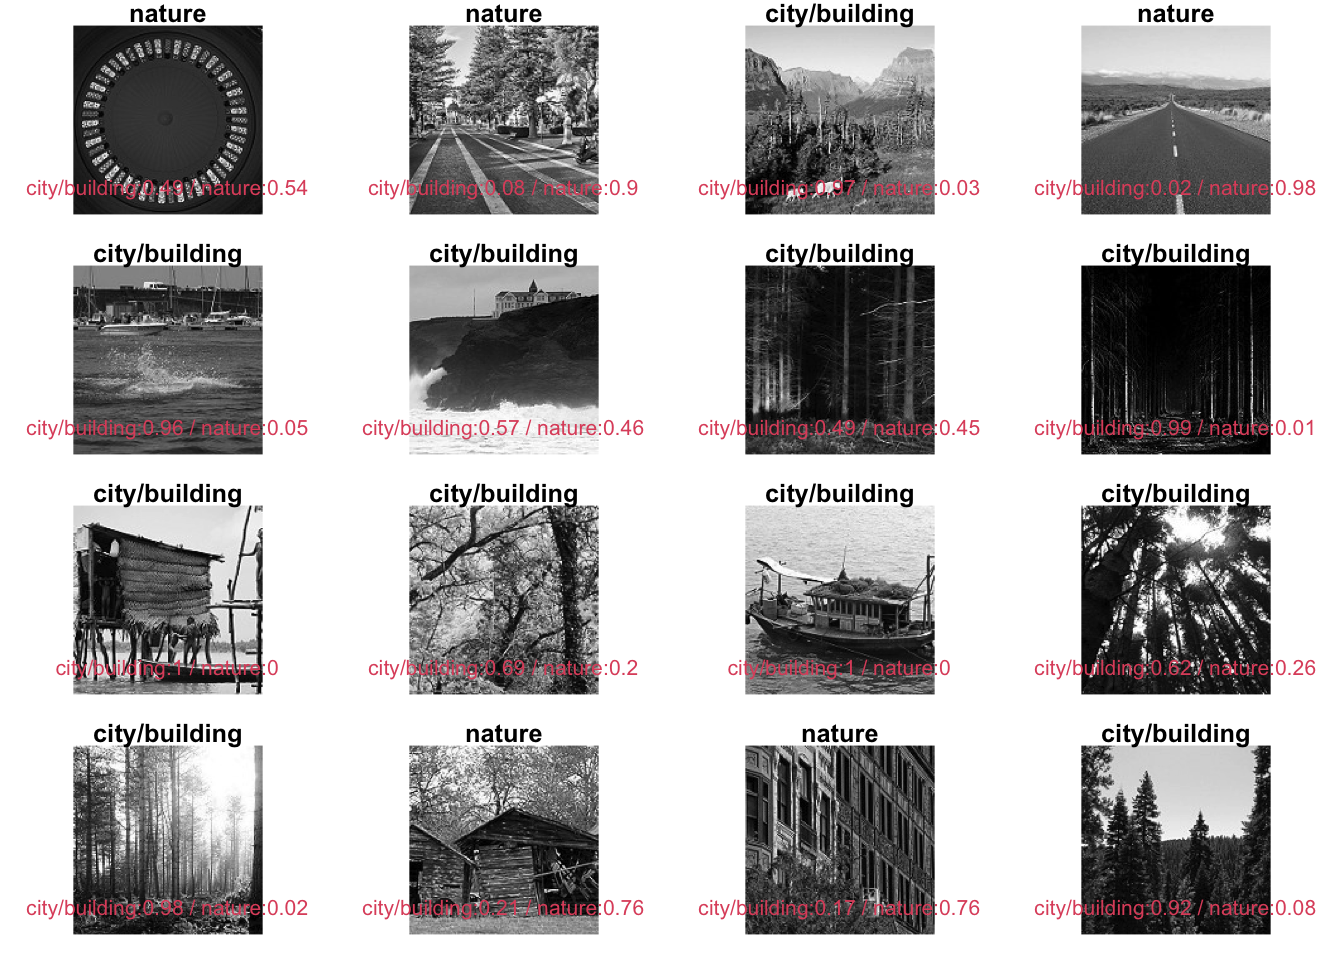 nature
nature
city/building
nature
city/building:0.49 / nature:0.54
city/building:0.08 / nature:0.9
city/building:0.97 / nature:0.03
city/building:0.02 / nature:0.98
city/building
city/building
city/building
city/building
city/building:0.96 / nature:0.05
city/building:0.57 / nature:0.46
city/building:0.49 / nature:0.45
city/building:0.99 / nature:0.01
city/building
city/building
city/building
city/building
city/building:1 / nature:0
city/building:0.69 / nature:0.2
city/building:1 / nature:0
city/building:0.62 / nature:0.26
city/building
nature
nature
city/building
city/building:0.98 / nature:0.02
city/building:0.21 / nature:0.76
city/building:0.17 / nature:0.76
city/building:0.92 / nature:0.08